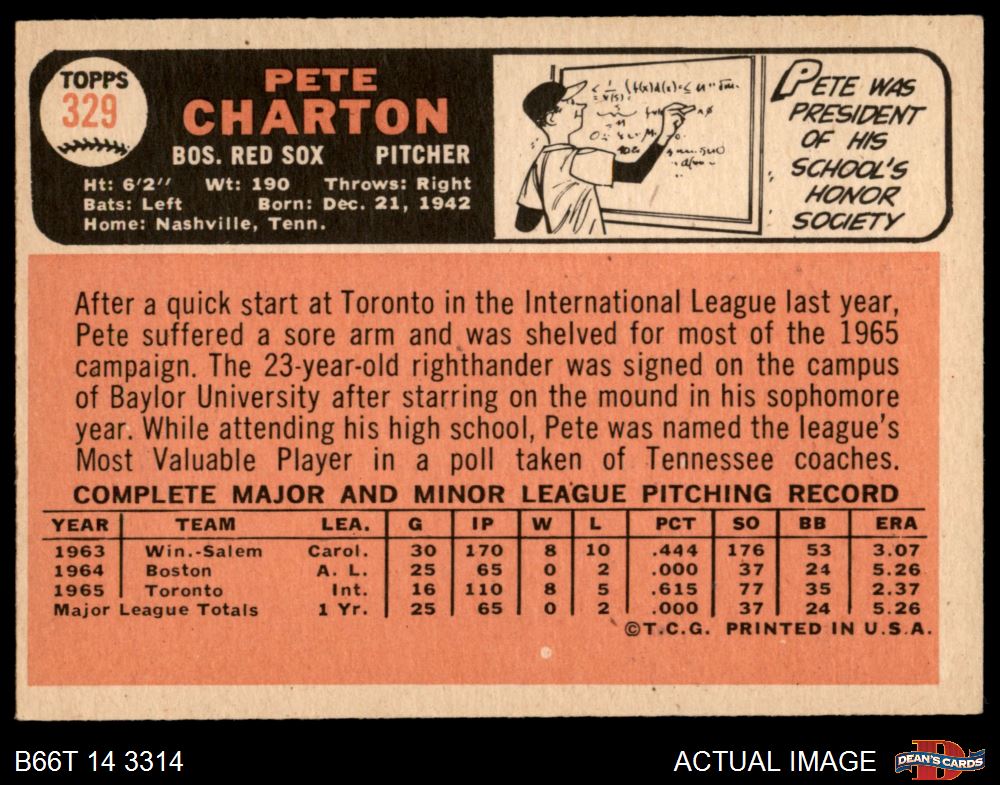 TOPPS
329
PETE
CHARTON
BOS. RED SOX PITCHER
Ht: 6'2" Wt: 190 Throws: Right
Bats: Left Born: Dec. 21, 1942
Home: Nashville, Tenn.
PETE WAS
PRESIDENT
OF HIS
SCHOOL'S
HONOR
SOCIETY
After a quick start at Toronto in the International League last year,
Pete suffered a sore arm and was shelved for most of the 1965
campaign. The 23-year-old righthander was signed on the campus
of Baylor University after starring on the mound in his sophomore
year. While attending his high school, Pete was named the league's
Most Valuable Player in a poll taken of Tennessee coaches.
COMPLETE MAJOR AND MINOR LEAGUE PITCHING RECORD
YEAR TEAM LEA. G IP W L PCT SO BB ERA
1963 Win.-Salem Carol. 30 170 8 10 .444 176 53 3.07
1964 Boston A. L. 25 65 0 2 .000 37 24 5.26
1965 Toronto Int. 16 110 8 5 .615 77 35 2.37
Major League Totals 1 Yr. 25 65 0 2 .000 37 24 5.26
©T.C.G. PRINTED IN U.S.A.
B66T 14 3314 ACTUAL IMAGE DEAN'S CARDS